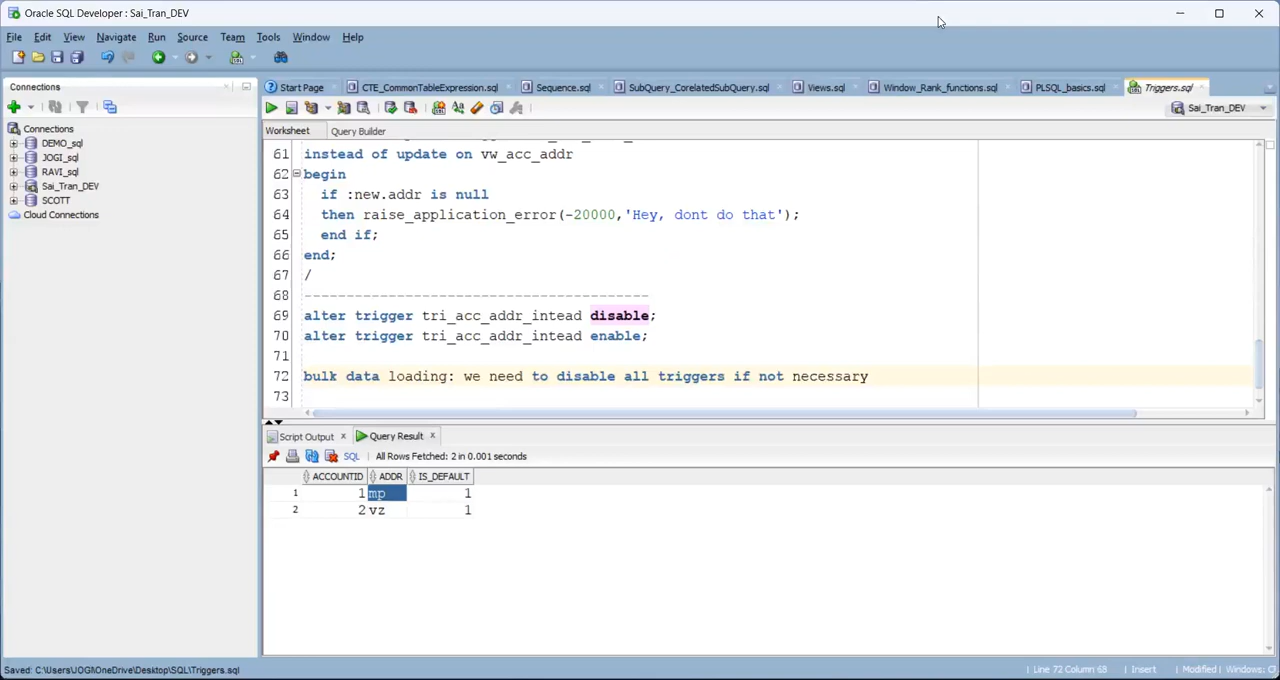 Oracle SQL Developer : Sai_Tran_DEV
File Edit View Navigate Run Source Team Tools Window Help
Connections
Start Page CTE_CommonTableExpression.sql Sequence.sql SubQuery_CorelatedSubQuery.sql Views.sql Window_Rank_functions.sql PLSQL_basics.sql Triggers.sql
Sai_Tran_DEV
Worksheet Query Builder
Connections
DEMO_sql
JOGI_sql
RAVI_sql
Sai_Tran_DEV
SCOTT
Cloud Connections
61 instead of update on vw_acc_addr
62 begin
63 if :new.addr is null
64 then raise_application_error(-20000,'Hey, dont do that');
65 end if;
66 end;
67 /
68 -----------------------------------------
69 alter trigger tri_acc_addr_intead disable;
70 alter trigger tri_acc_addr_intead enable;
71
72 bulk data loading: we need to disable all triggers if not necessary
73
Script Output Query Result
SQL All Rows Fetched: 2 in 0.001 seconds
ACCOUNTID ADDR IS_DEFAULT
1 1 mp 1
2 2 vz 1
Saved: C:\Users\JOGI\OneDrive\Desktop\SQL\Triggers.sql
Line 72 Column 68 Insert Modified Windows: C